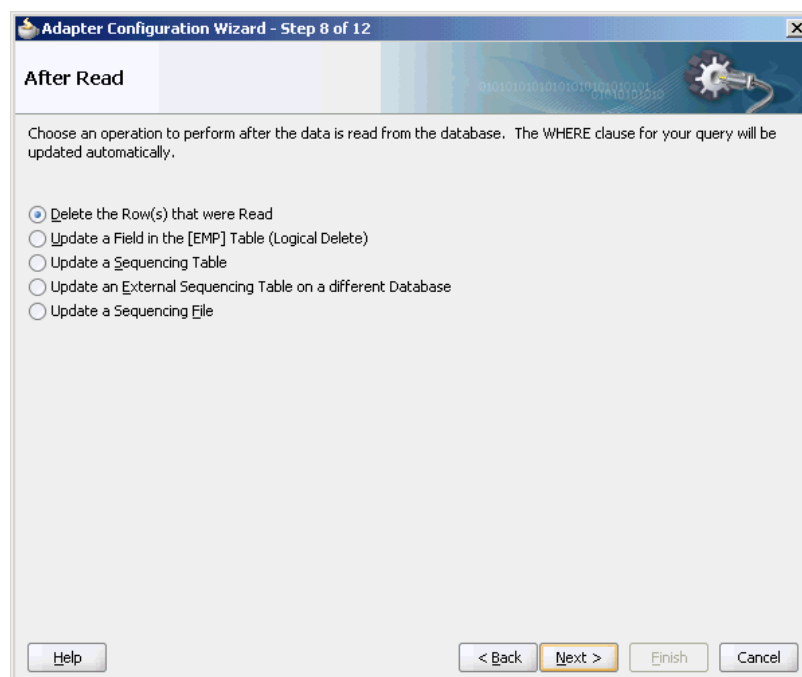 Adapter Configuration Wizard - Step 8 of 12
After Read
Choose an operation to perform after the data is read from the database. The WHERE clause for your query will be
updated automatically.
Delete the Row(s) that were Read
Update a Field in the [EMP] Table (Logical Delete)
Update a Sequencing Table
Update an External Sequencing Table on a different Database
Update a Sequencing File
Help
< Back
Next >
Finish
Cancel